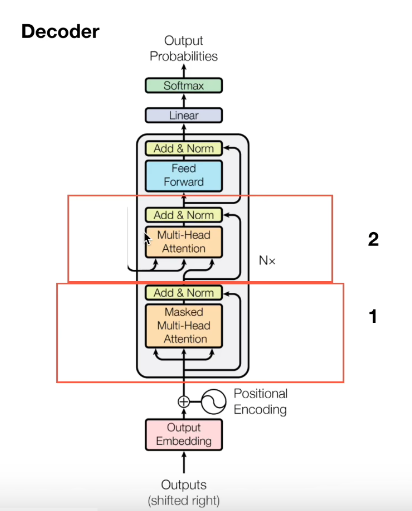 Decoder
Output
Probabilities
Softmax
Linear
Add & Norm
Feed
Forward
Add & Norm
Multi-Head
Attention
2
N×
Add & Norm
Masked
Multi-Head
Attention
1
Positional
Encoding
Output
Embedding
Outputs
(shifted right)